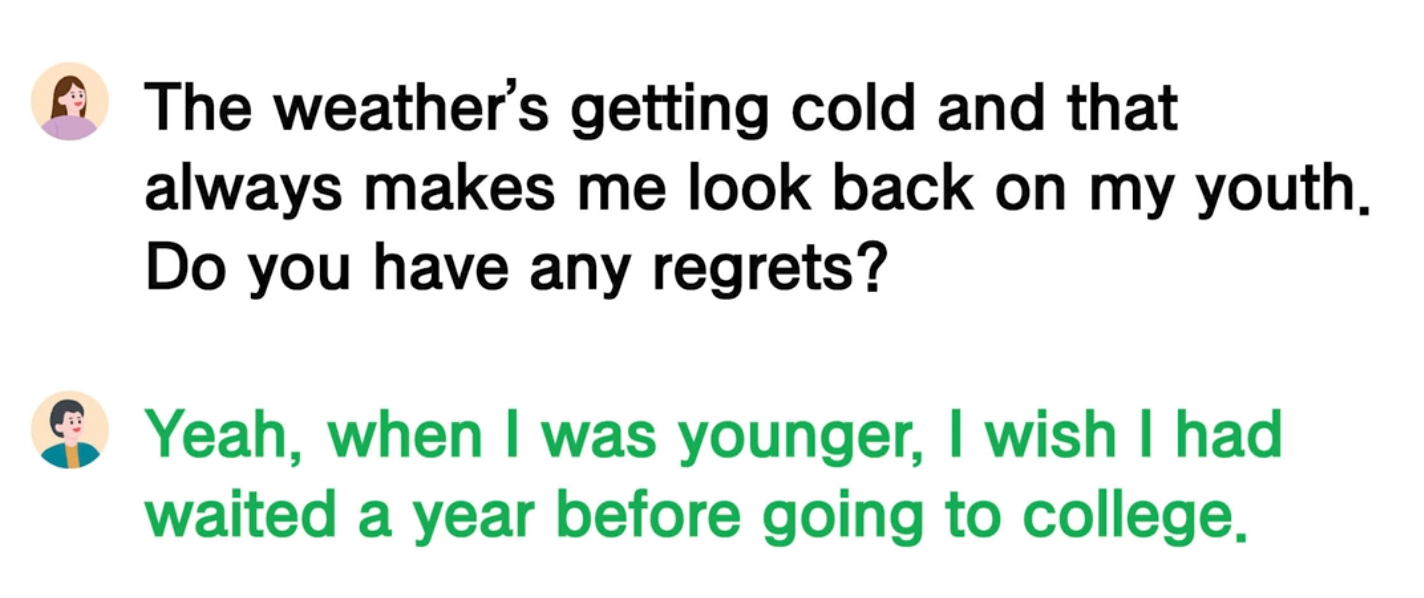 The weather’s getting cold and that
always makes me look back on my youth.
Do you have any regrets?
Yeah, when I was younger, I wish I had
waited a year before going to college.